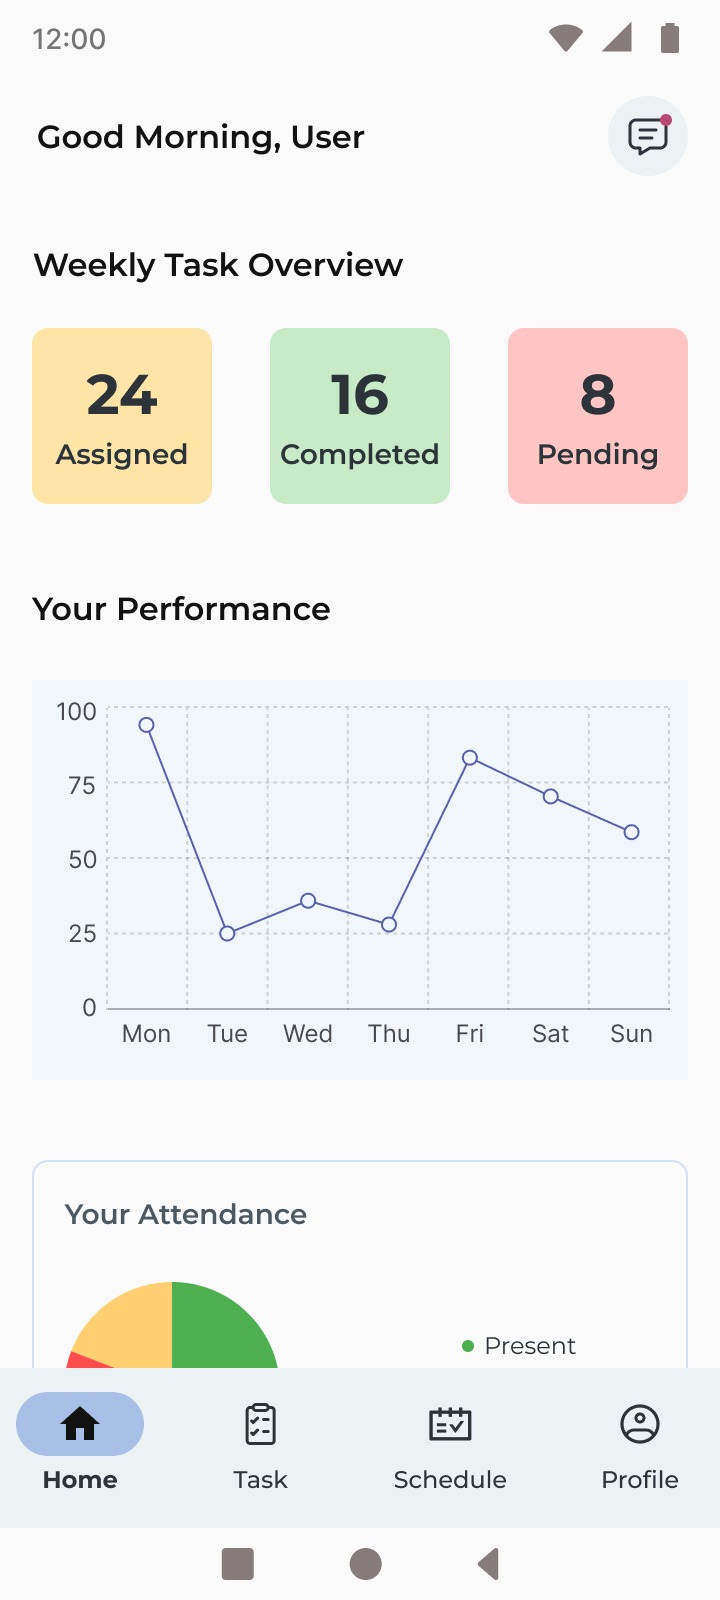 12:00
Good Morning, User
Weekly Task Overview
24
Assigned
16
Completed
8
Pending
Your Performance
100
75
50
25
0
Mon Tue Wed Thu Fri Sat Sun
Your Attendance
Present
Home Task Schedule Profile